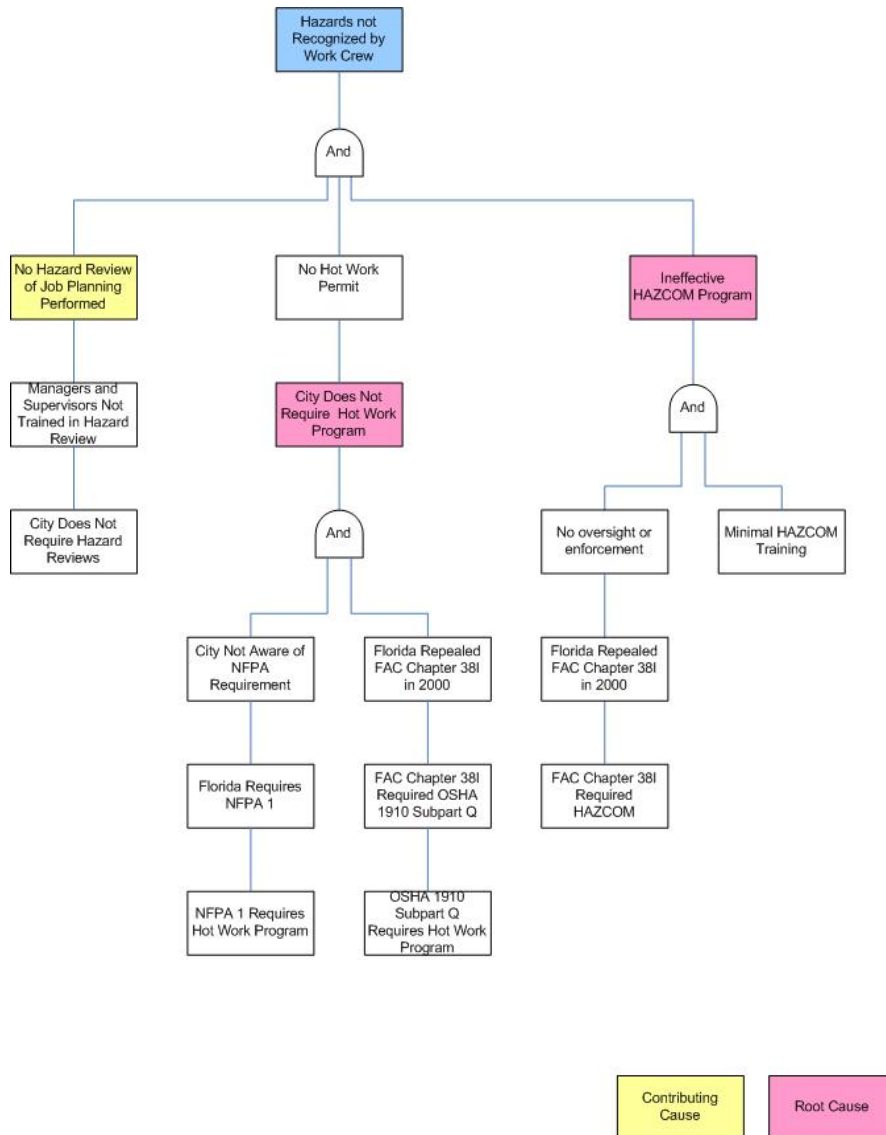 Hazards not
Recognized by
Work Crew
And
No Hazard Review
of Job Planning
Performed
No Hot Work
Permit
Ineffective
HAZCOM Program
Managers and
Supervisors Not
Trained in Hazard
Review
City Does Not
Require Hot Work
Program
And
City Does Not
Require Hazard
Reviews
And
No oversight or
enforcement
Minimal HAZCOM
Training
City Not Aware of
NFPA
Requirement
Florida Repealed
FAC Chapter 38I
in 2000
Florida Repealed
FAC Chapter 38I
in 2000
Florida Requires
NFPA 1
FAC Chapter 38I
Required OSHA
1910 Subpart Q
FAC Chapter 38I
Required
HAZCOM
NFPA 1 Requires
Hot Work Program
OSHA 1910
Subpart Q
Requires Hot Work
Program
Contributing
Cause
Root Cause